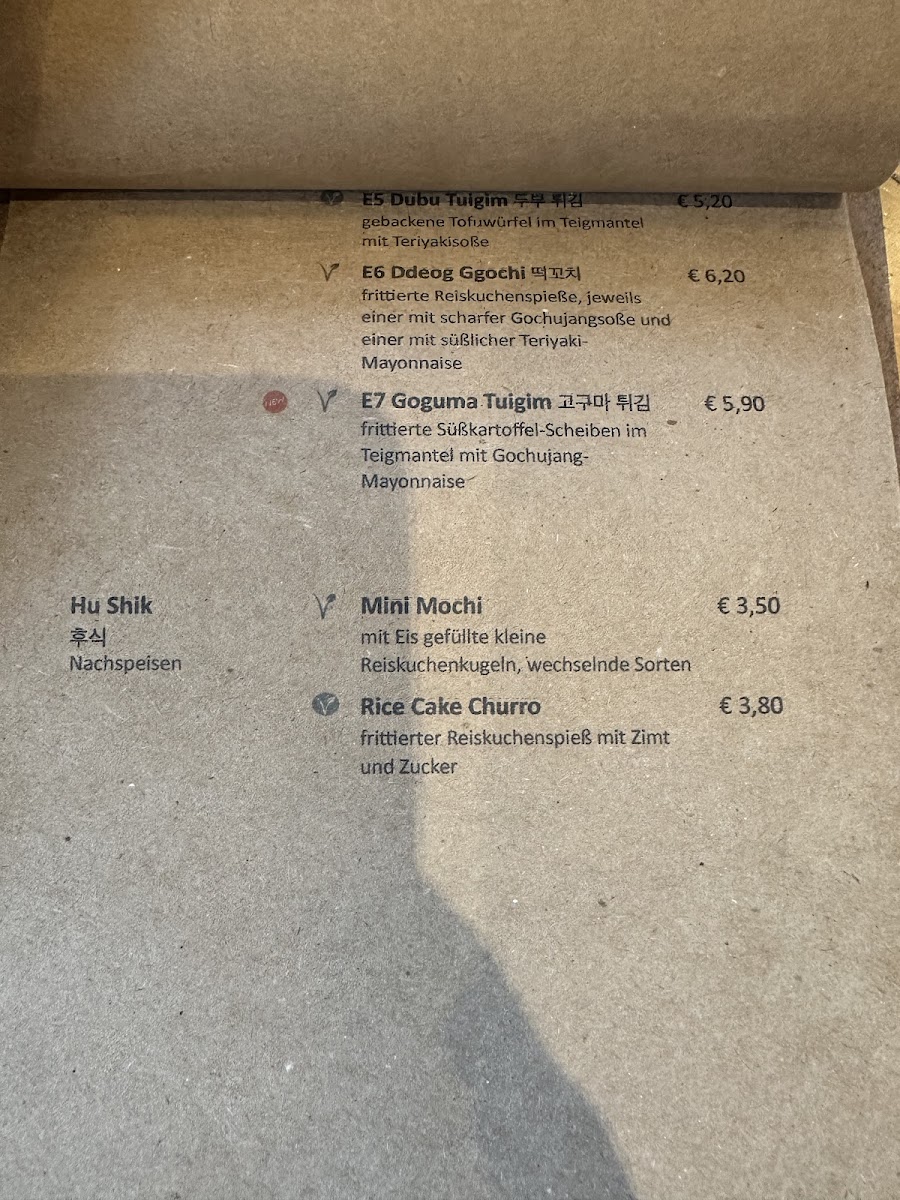 E5 Dubu Tuigim 두부 튀김 € 5,20
gebackene Tofuwürfel im Teigmantel
mit Teriyakisoße
E6 Ddeog Ggochi 떡꼬치 € 6,20
frittierte Reiskuchenspieße, jeweils
einer mit scharfer Gochujangsoße und
einer mit süßlicher Teriyaki-
Mayonnaise
NEW E7 Goguma Tuigim 고구마 튀김 € 5,90
frittierte Süßkartoffel-Scheiben im
Teigmantel mit Gochujang-
Mayonnaise
Hu Shik
후식
Nachspeisen
Mini Mochi € 3,50
mit Eis gefüllte kleine
Reiskuchenkugeln, wechselnde Sorten
Rice Cake Churro € 3,80
frittierter Reiskuchenspieß mit Zimt
und Zucker